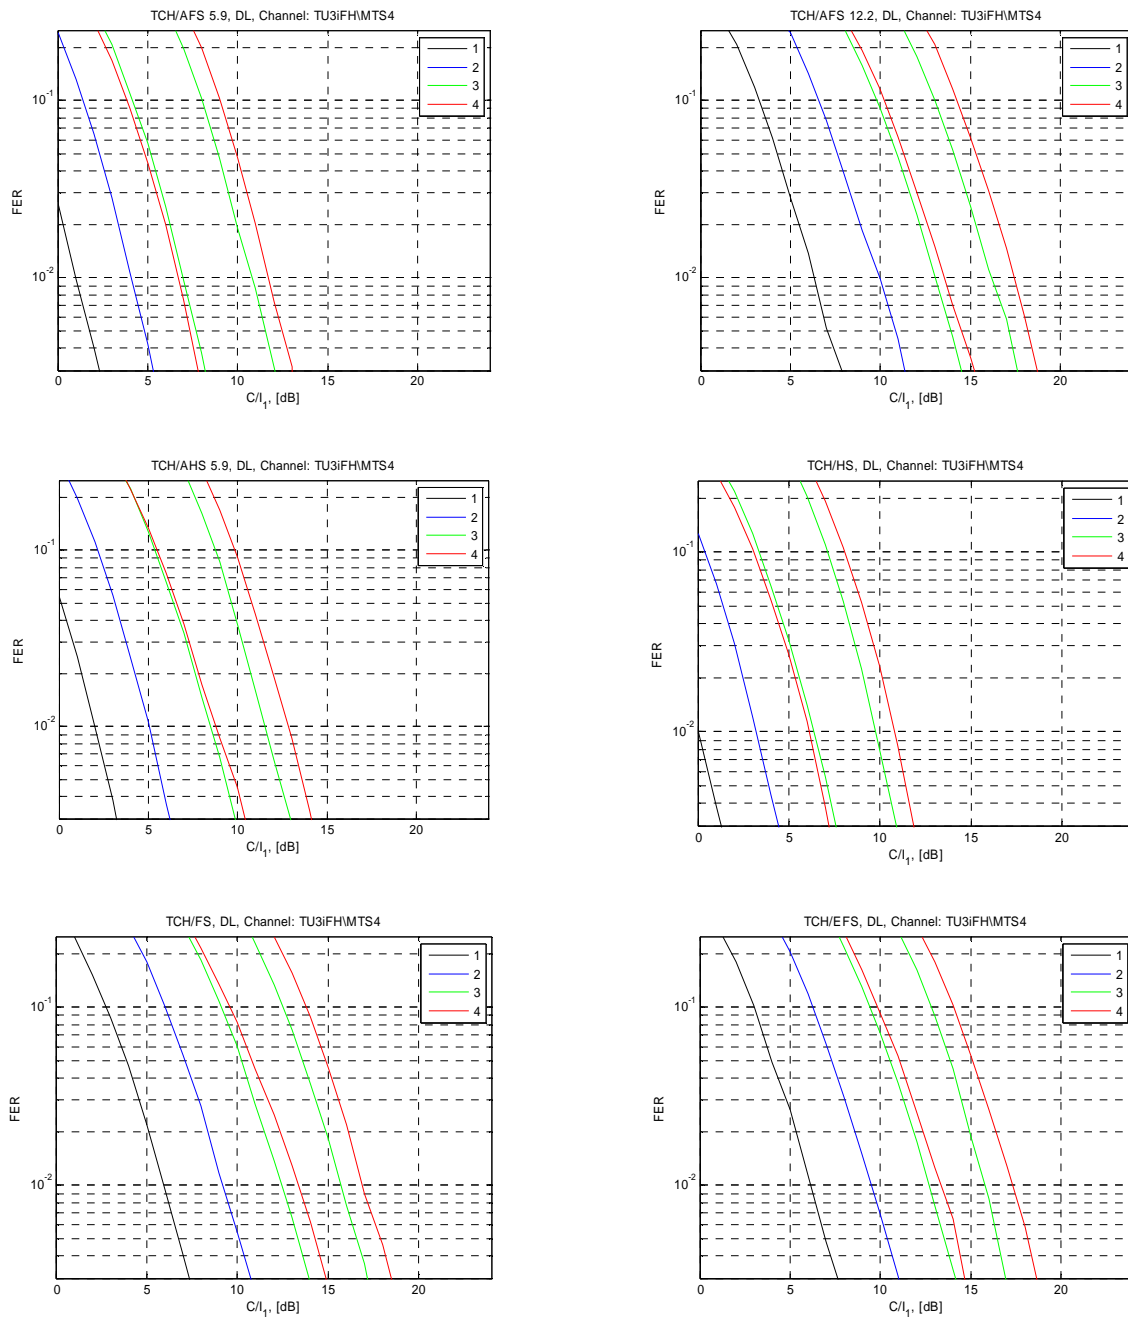 TCH/AFS 5.9, DL, Channel: TU3iFH\MTS4
1
2
3
4
10-1
10-2
FER
0 5 10 15 20
C/I1, [dB]
TCH/AFS 12.2, DL, Channel: TU3iFH\MTS4
1
2
3
4
10-1
10-2
FER
0 5 10 15 20
C/I1, [dB]
TCH/AHS 5.9, DL, Channel: TU3iFH\MTS4
1
2
3
4
10-1
10-2
FER
0 5 10 15 20
C/I1, [dB]
TCH/HS, DL, Channel: TU3iFH\MTS4
1
2
3
4
10-1
10-2
FER
0 5 10 15 20
C/I1, [dB]
TCH/FS, DL, Channel: TU3iFH\MTS4
1
2
3
4
10-1
10-2
FER
0 5 10 15 20
C/I1, [dB]
TCH/EFS, DL, Channel: TU3iFH\MTS4
1
2
3
4
10-1
10-2
FER
0 5 10 15 20
C/I1, [dB]